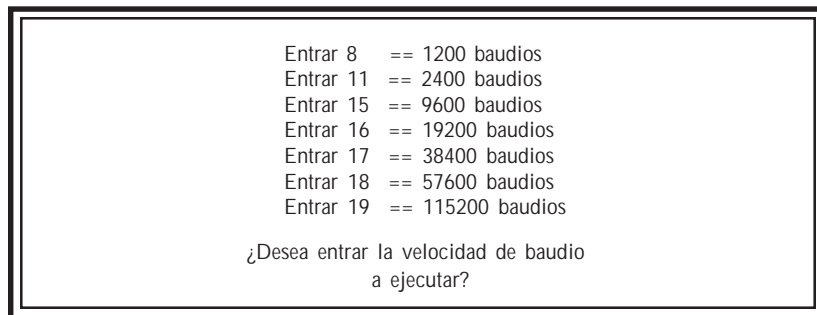 Entrar 8 == 1200 baudios
Entrar 11 == 2400 baudios
Entrar 15 == 9600 baudios
Entrar 16 == 19200 baudios
Entrar 17 == 38400 baudios
Entrar 18 == 57600 baudios
Entrar 19 == 115200 baudios
¿Desea entrar la velocidad de baudio
a ejecutar?